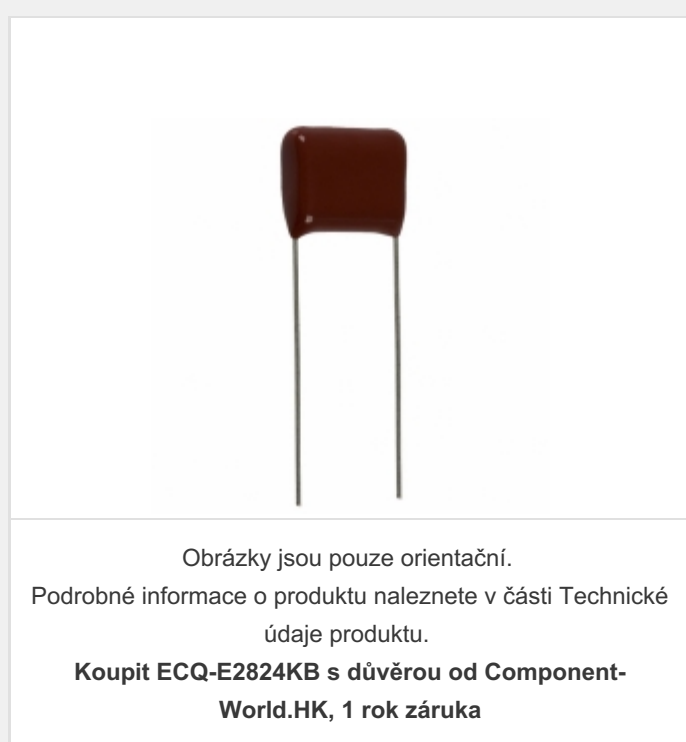 Obrázky jsou pouze orientační.
Podrobné informace o produktu naleznete v části Technické
údaje produktu.
Koupit ECQ-E2824KB s důvěrou od Component-
World.HK, 1 rok záruka